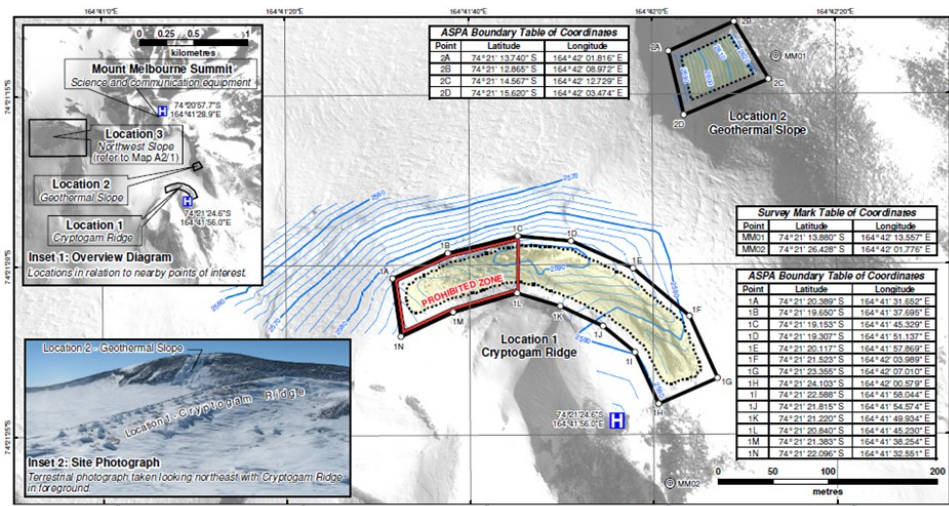 164°41'0"E
164°41'20"E
164°41'40"E
164°42'0"E
164°42'20"E
0 0.25 0.5 1
kilometres
Mount Melbourne Summit
Science and communication equipment
H
74°20'57.7"S
164°41'28.9"E
Location 3
Northwest Slope
(refer to Map A2/1)
Location 2
Geothermal Slope
Location 1
Cryptogam Ridge
H
74°21'24.6"S
164°41'56.0"E
Inset 1: Overview Diagram
Locations in relation to nearby points of interest.
ASPA Boundary Table of Coordinates
Point Latitude Longitude
2A 74°21' 13.740" S 164°42' 01.816" E
2B 74°21' 12.865" S 164°42' 08.972" E
2C 74°21' 14.567" S 164°42' 12.729" E
2D 74°21' 15.620" S 164°42' 03.474" E
2A
2B
2C
2D
MM01
Location 2
Geothermal Slope
74°21'15"S
74°21'25"S
2560
2570
2580
2570
2580
2590
2580
2590
1A
1B
1C
1D
1E
1F
1G
1H
1I
1J
1K
1L
1M
1N
PROHIBITED ZONE
Location 1
Cryptogam Ridge
74°21'24.6"S
164°41'56.0"E
H
MM02
Survey Mark Table of Coordinates
Point Latitude Longitude
MM01 74°21' 13.880" S 164°42' 13.557" E
MM02 74°21' 26.428" S 164°42' 01.776" E
ASPA Boundary Table of Coordinates
Point Latitude Longitude
1A 74°21' 20.389" S 164°41' 31.652" E
1B 74°21' 19.650" S 164°41' 37.695" E
1C 74°21' 19.153" S 164°41' 45.329" E
1D 74°21' 19.307" S 164°41' 51.137" E
1E 74°21' 20.117" S 164°41' 57.869" E
1F 74°21' 21.523" S 164°42' 03.989" E
1G 74°21' 23.355" S 164°42' 07.010" E
1H 74°21' 24.103" S 164°42' 00.579" E
1I 74°21' 22.588" S 164°41' 58.044" E
1J 74°21' 21.815" S 164°41' 54.574" E
1K 74°21' 21.220" S 164°41' 49.934" E
1L 74°21' 20.840" S 164°41' 45.230" E
1M 74°21' 21.383" S 164°41' 38.254" E
1N 74°21' 22.096" S 164°41' 32.551" E
0 50 100 200
metres
Location 2 - Geothermal Slope
Location 1 - Cryptogam Ridge
Inset 2: Site Photograph
Terrestrial photograph taken looking northeast with Cryptogam Ridge
in foreground.